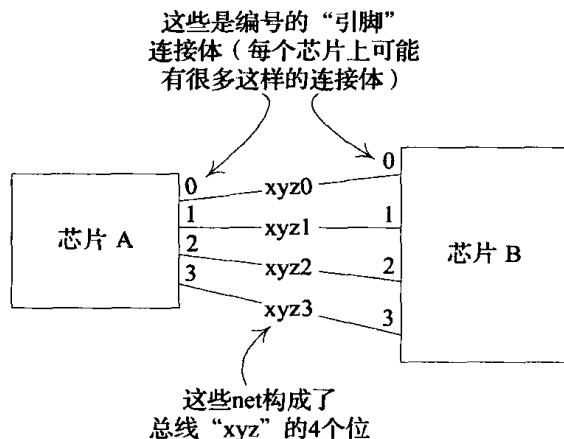 这些是编号的“引脚”
连接体（每个芯片上可能
有很多这样的连接体）
0
0
xyz0
1
xyz1
1
芯片 A
2
xyz2
2
芯片 B
3
xyz3
3
这些net构成了
总线“xyz”的4个位